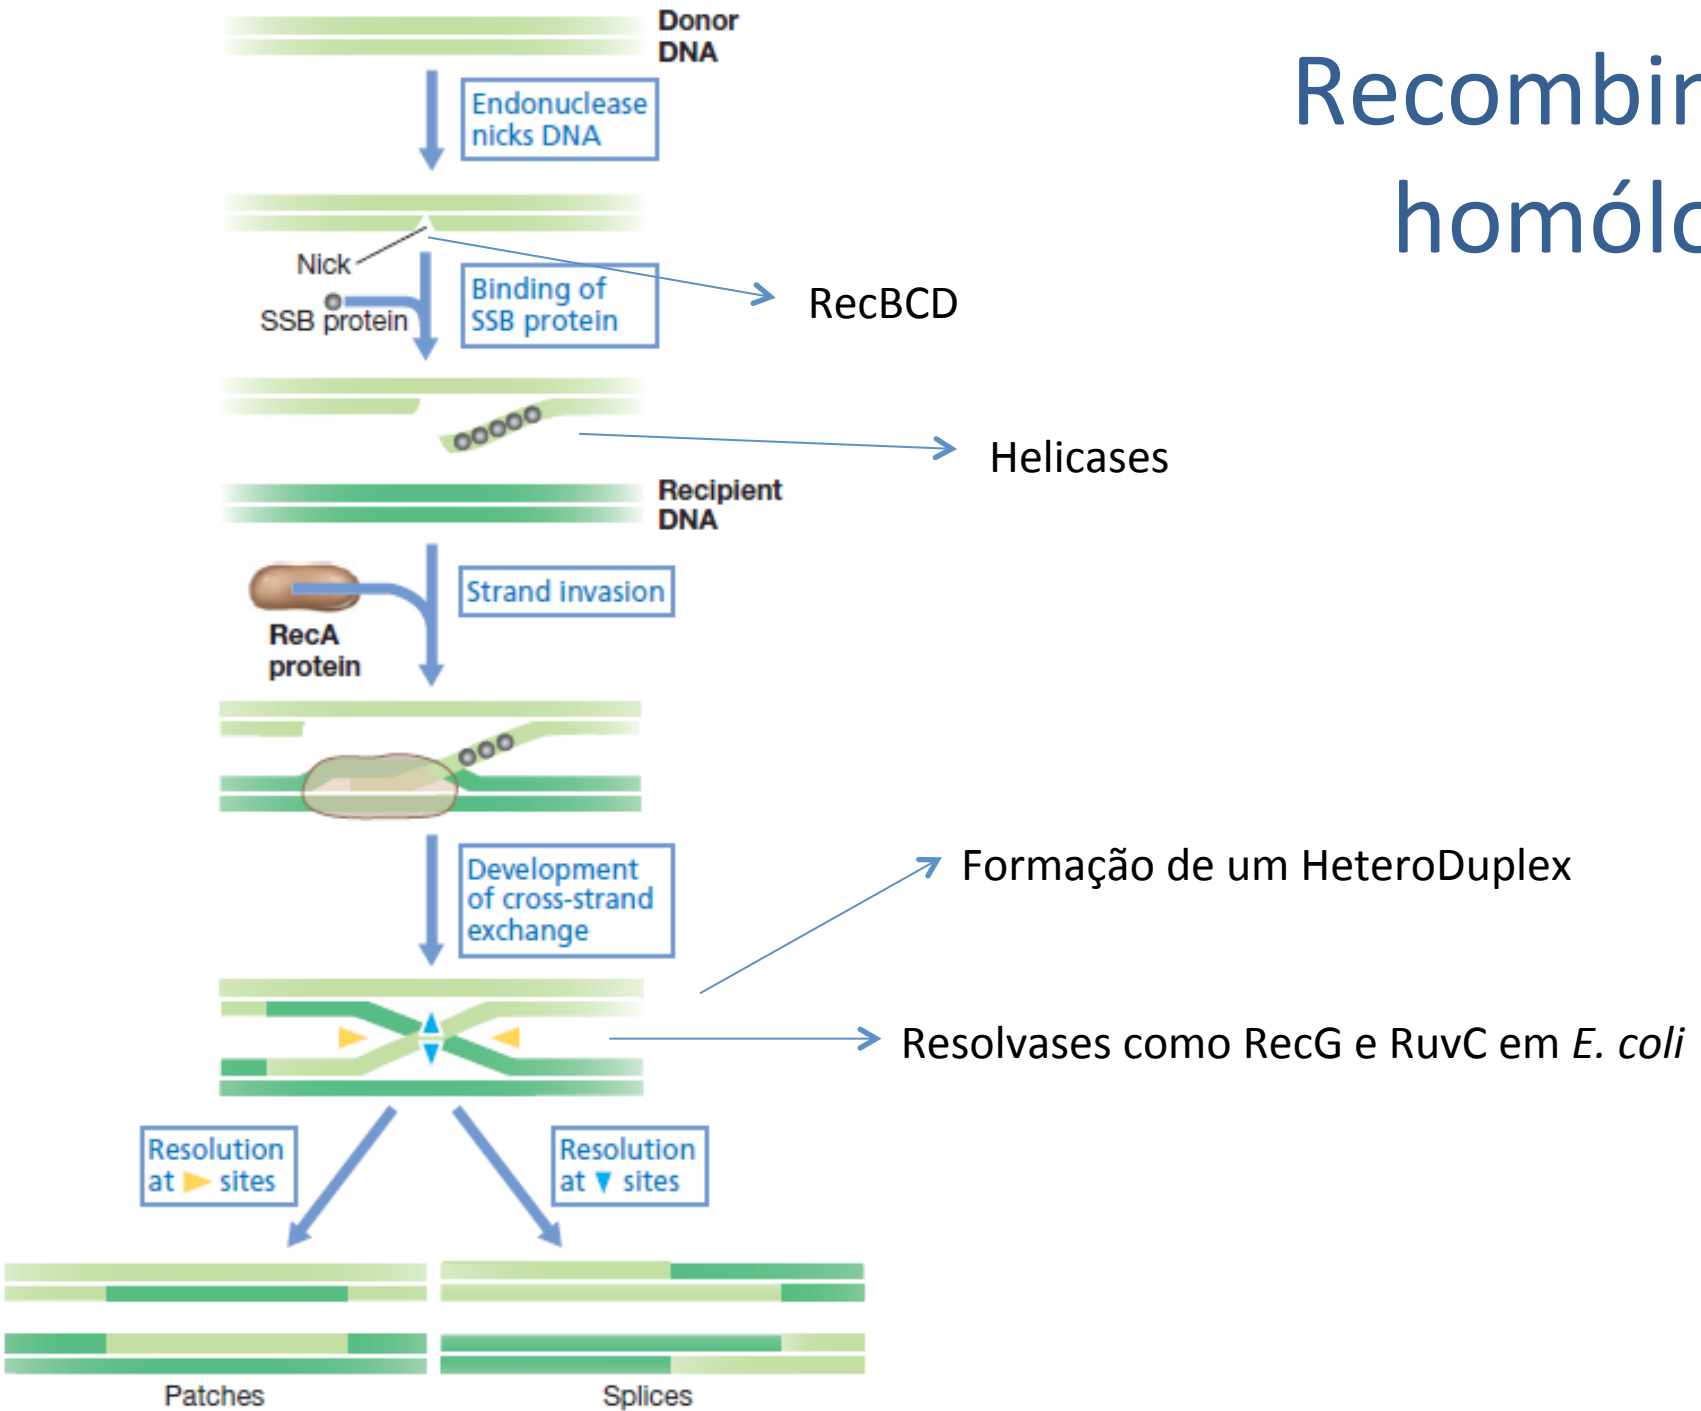 Donor
DNA
Recombin
homólo
Endonuclease
nicks DNA
Nick
SSB protein
Binding of
SSB protein
RecBCD
Helicases
Recipient
DNA
RecA
protein
Strand invasion
Development
of cross-strand
exchange
Formação de um HeteroDuplex
Resolvases como RecG e RuvC em E. coli
Resolution
at ▶ sites
Resolution
at ▼ sites
Patches
Splices